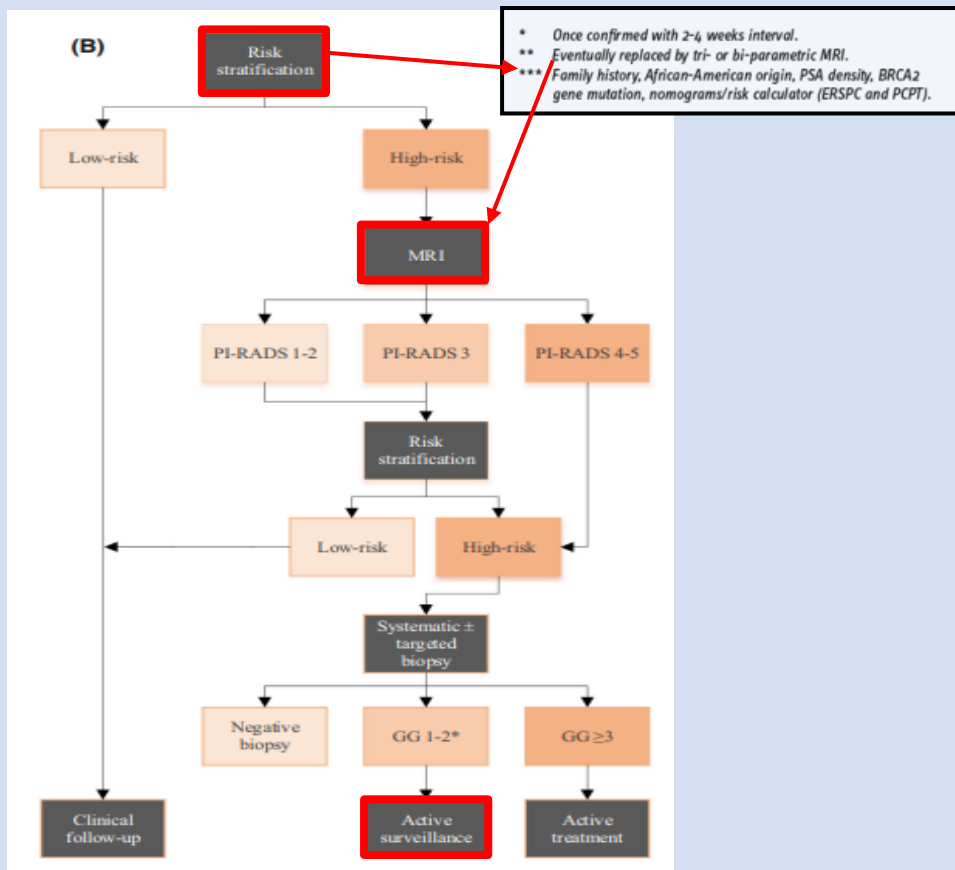 (B)
Risk
stratification
* Once confirmed with 2-4 weeks interval.
** Eventually replaced by tri- or bi-parametric MRI.
*** Family history, African-American origin, PSA density, BRCA2
gene mutation, nomograms/risk calculator (ERSPC and PCPT).
Low-risk
High-risk
MRI
PI-RADS 1-2
PI-RADS 3
PI-RADS 4-5
Risk
stratification
Low-risk
High-risk
Systematic ±
targeted
biopsy
Negative
biopsy
GG 1-2*
GG ≥3
Clinical
follow-up
Active
surveillance
Active
treatment